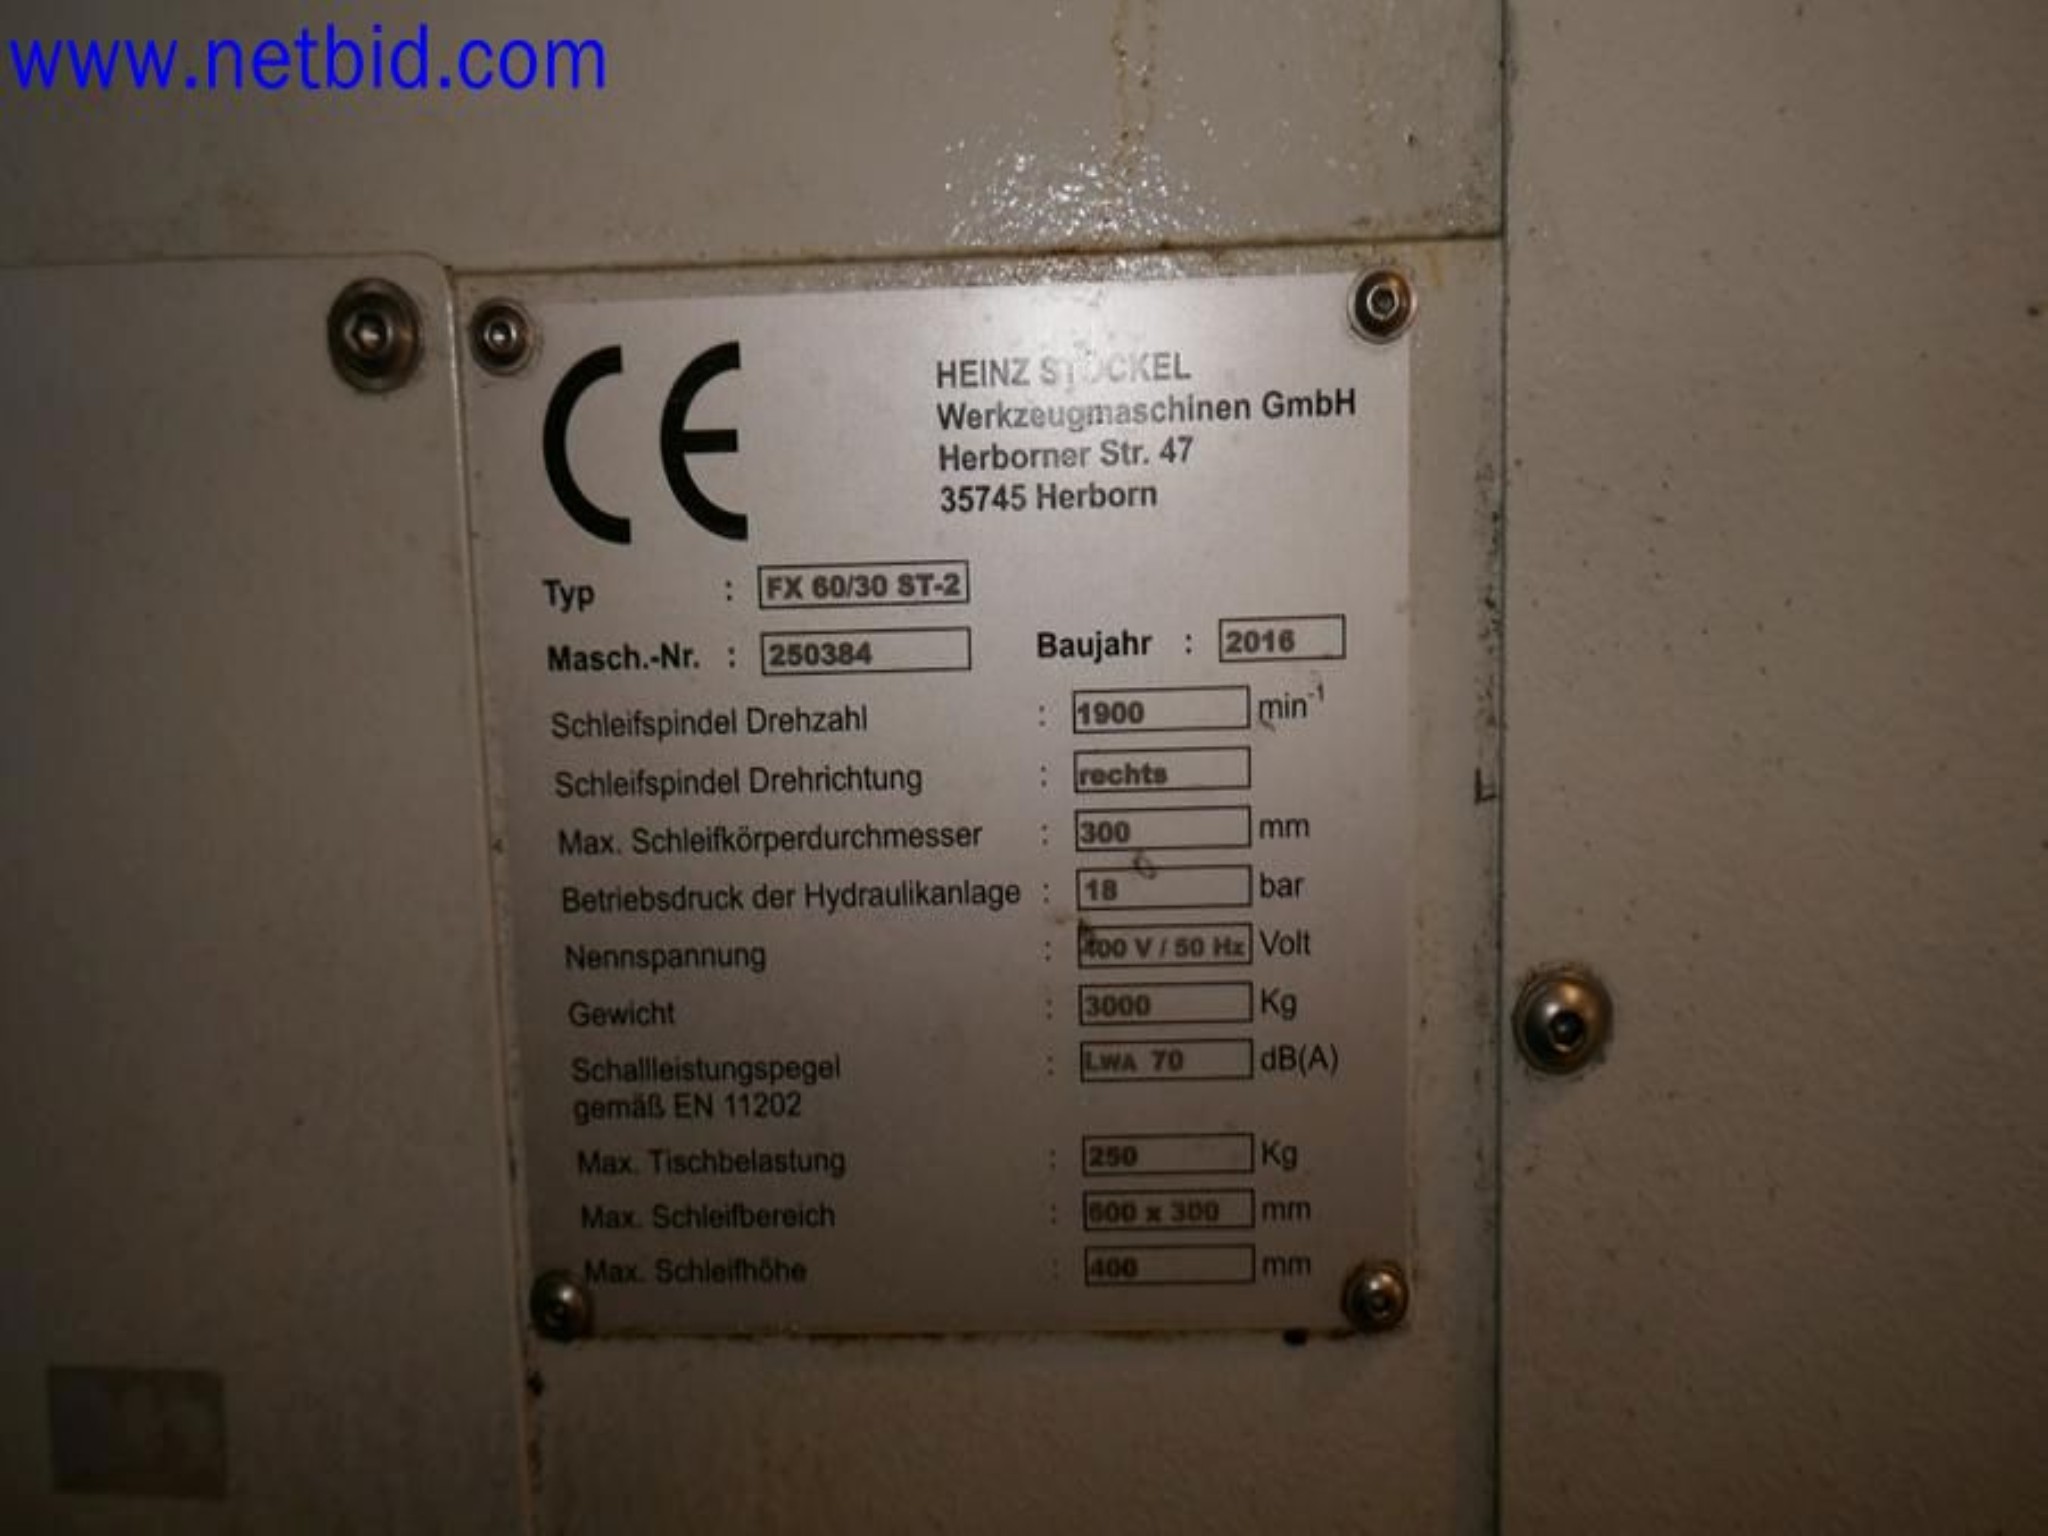 www.netbid.com
CE
HEINZ STÖCKEL
Werkzeugmaschinen GmbH
Herborner Str. 47
35745 Herborn
Typ : FX 60/30 ST-2
Masch.-Nr. : 250384 Baujahr : 2016
Schleifspindel Drehzahl : 1900 min⁻¹
Schleifspindel Drehrichtung : rechts
Max. Schleifkörperdurchmesser : 300 mm
Betriebsdruck der Hydraulikanlage : 18 bar
Nennspannung : 400 V / 50 Hz Volt
Gewicht : 3000 Kg
Schallleistungspegel : LWA 70 dB(A)
gemäß EN 11202
Max. Tischbelastung : 250 Kg
Max. Schleifbereich : 600 x 300 mm
Max. Schleifhöhe : 400 mm